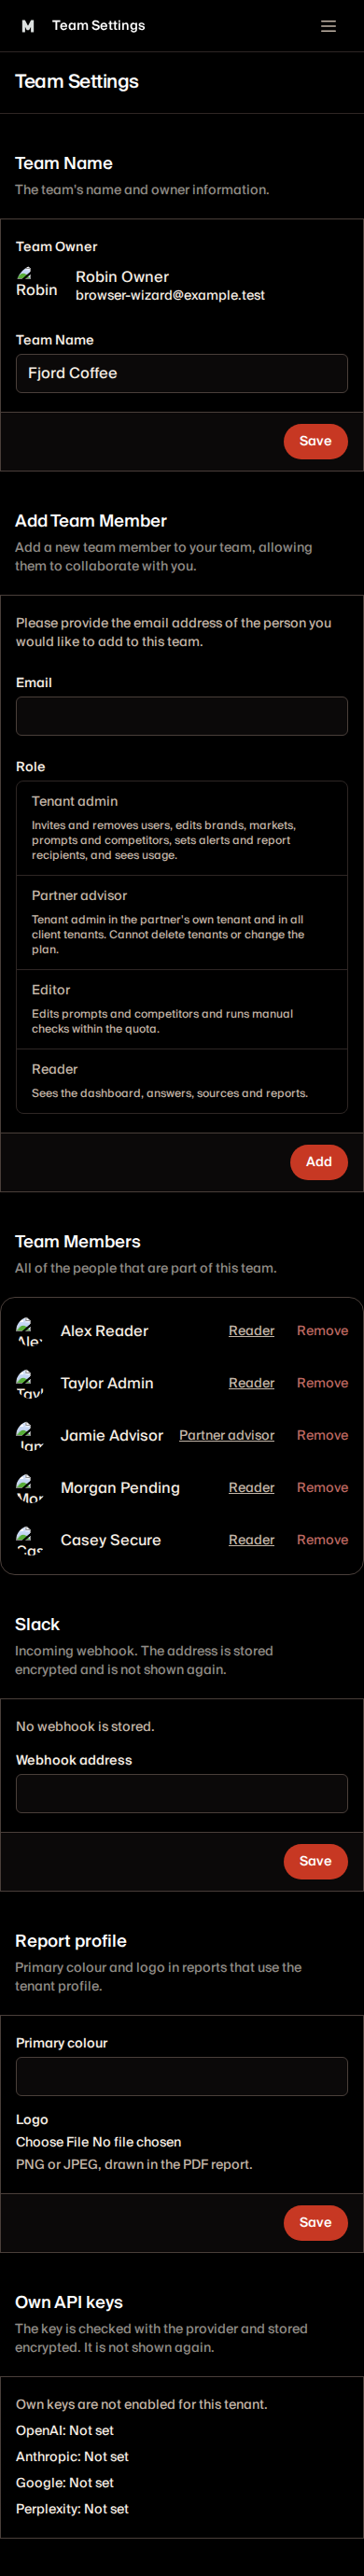 M Team Settings
Team Settings
Team Name
The team's name and owner information.
Team Owner
Robin
Robin Owner
browser-wizard@example.test
Team Name
Fjord Coffee
Save
Add Team Member
Add a new team member to your team, allowing
them to collaborate with you.
Please provide the email address of the person you
would like to add to this team.
Email
Role
Tenant admin
Invites and removes users, edits brands, markets,
prompts and competitors, sets alerts and report
recipients, and sees usage.
Partner advisor
Tenant admin in the partner's own tenant and in all
client tenants. Cannot delete tenants or change the
plan.
Editor
Edits prompts and competitors and runs manual
checks within the quota.
Reader
Sees the dashboard, answers, sources and reports.
Add
Team Members
All of the people that are part of this team.
Alex Alex Reader Reader Remove
Tayl Taylor Admin Reader Remove
Jam Jamie Advisor Partner advisor Remove
Mor Morgan Pending Reader Remove
Cas Casey Secure Reader Remove
Slack
Incoming webhook. The address is stored
encrypted and is not shown again.
No webhook is stored.
Webhook address
Save
Report profile
Primary colour and logo in reports that use the
tenant profile.
Primary colour
Logo
Choose File No file chosen
PNG or JPEG, drawn in the PDF report.
Save
Own API keys
The key is checked with the provider and stored
encrypted. It is not shown again.
Own keys are not enabled for this tenant.
OpenAI: Not set
Anthropic: Not set
Google: Not set
Perplexity: Not set